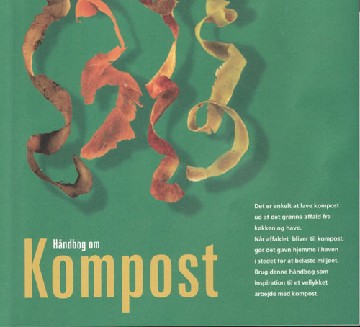 Håndbog om
Kompost
Det er enkelt at lave kompost
ud af det grønne affald fra
køkken og have.
Når affaldet bliver til kompost,
gør det gavn hjemme i haven
i stedet for at belaste miljøet.
Brug denne håndbog som
inspiration til et vellykket
arbejde med kompost.